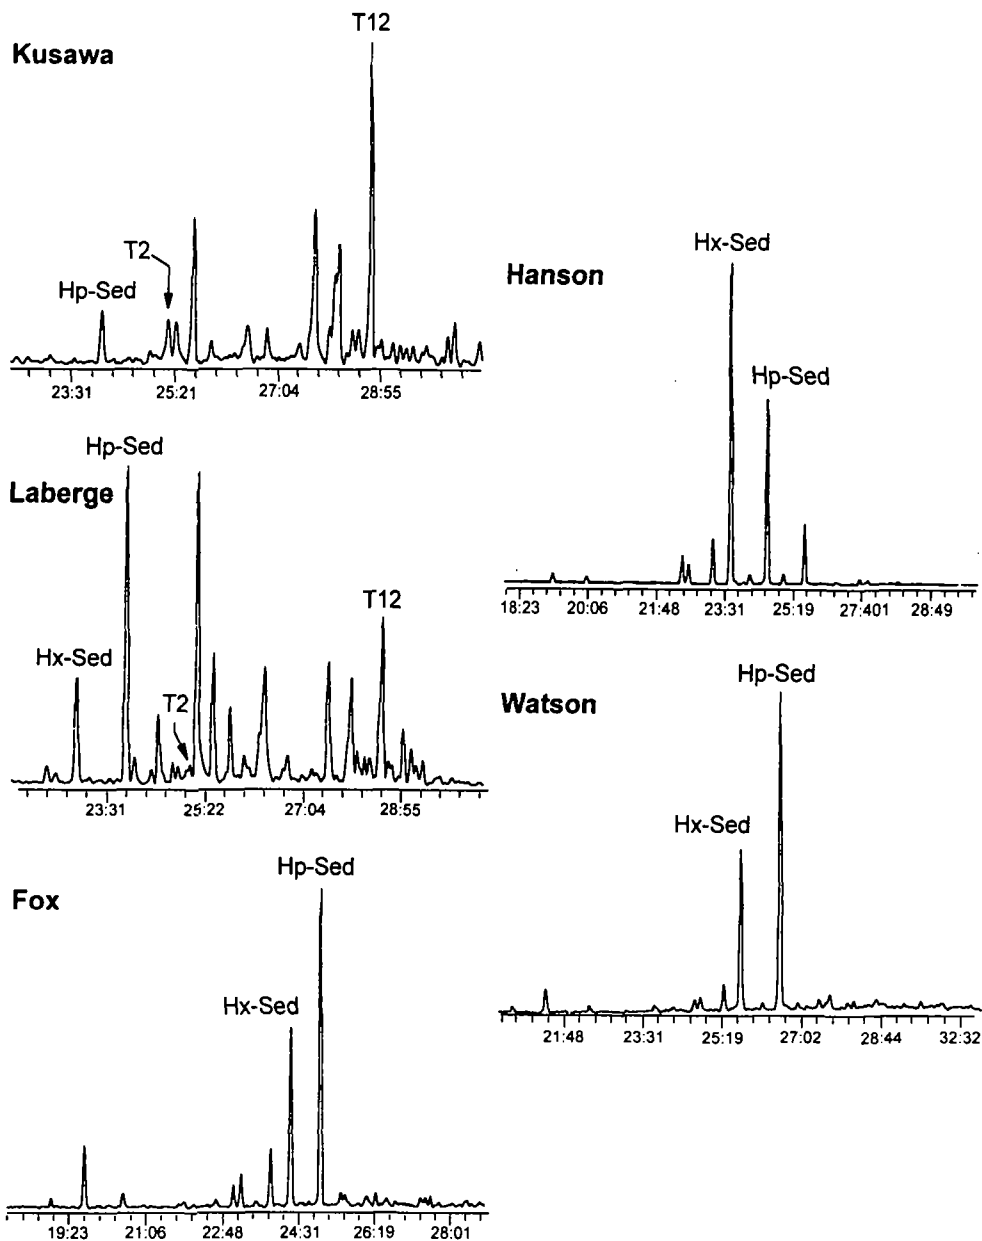 Kusawa
T12
T2
Hp-Sed
23:31 25:21 27:04 28:55
Laberge
Hp-Sed
Hx-Sed
T2
T12
23:31 25:22 27:04 28:55
Fox
Hp-Sed
Hx-Sed
19:23 21:06 22:48 24:31 26:19 28:01
Hanson
Hx-Sed
Hp-Sed
18:23 20:06 21:48 23:31 25:19 27:401 28:49
Watson
Hp-Sed
Hx-Sed
21:48 23:31 25:19 27:02 28:44 32:32